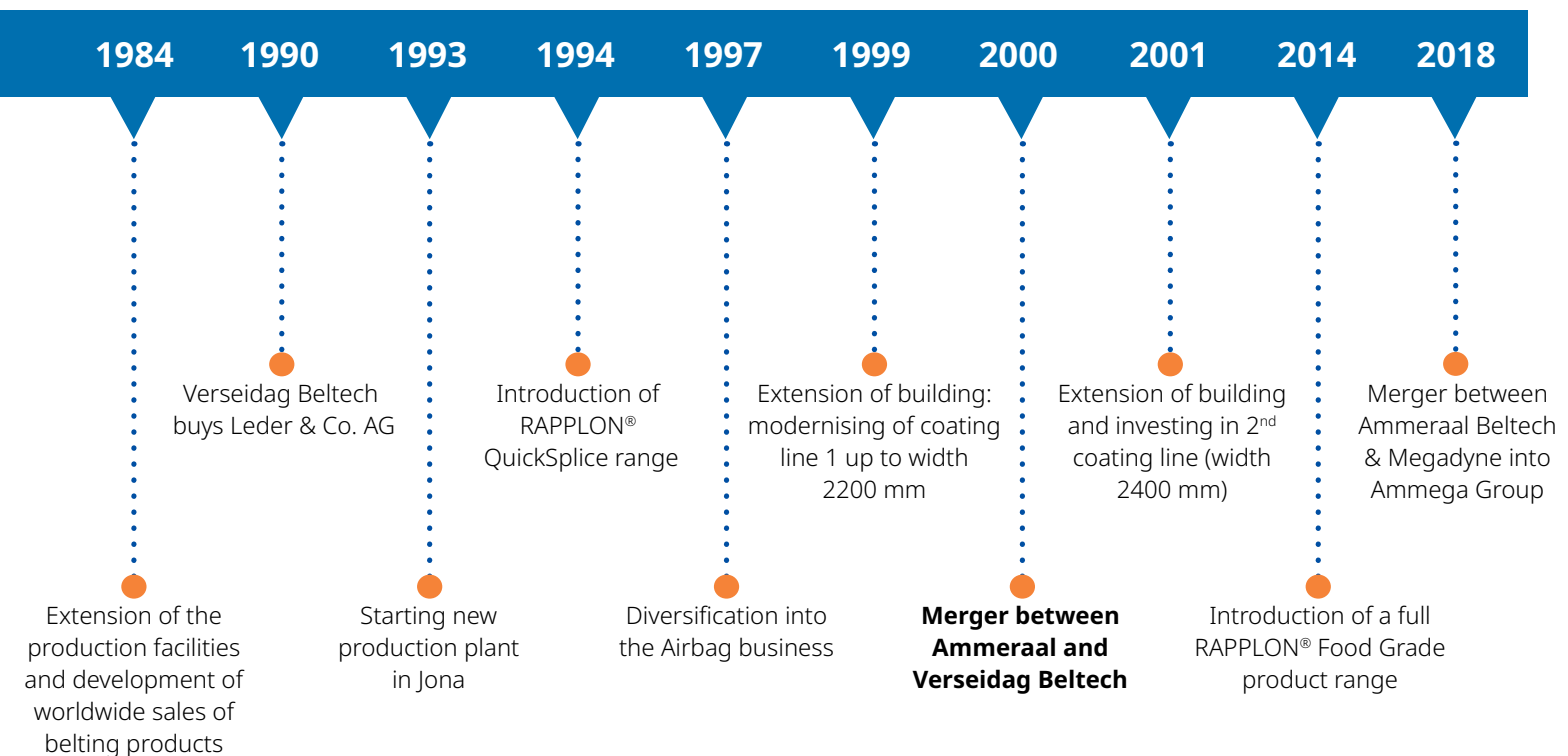 1984 1990 1993 1994 1997 1999 2000 2001 2014 2018
Verseidag Beltech
buys Leder & Co. AG
Introduction of
RAPPLON®
QuickSplice range
Extension of building:
modernising of coating
line 1 up to width
2200 mm
Extension of building
and investing in 2nd
coating line (width
2400 mm)
Merger between
Ammeraal Beltech
& Megadyne into
Ammega Group
Extension of the
production facilities
and development of
worldwide sales of
belting products
Starting new
production plant
in Jona
Diversification into
the Airbag business
Merger between
Ammeraal and
Verseidag Beltech
Introduction of a full
RAPPLON® Food Grade
product range